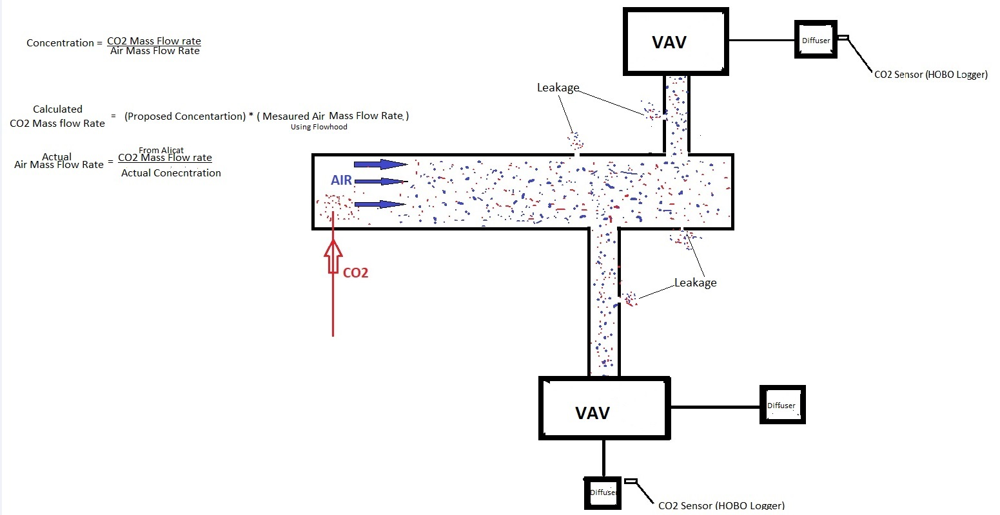 Concentration = CO2 Mass Flow rate
Air Mass Flow Rate
Calculated
CO2 Mass flow Rate = (Proposed Concentartion) * ( Mesaured Air Mass Flow Rate )
Using Flowhood
Actual
Air Mass Flow Rate =
From Alicat
CO2 Mass Flow rate
Actual Conecntration
VAV
Diffuser
CO2 Sensor (HOBO Logger)
Leakage
AIR
CO2
Leakage
VAV
Diffuser
Diffuser
CO2 Sensor (HOBO Logger)